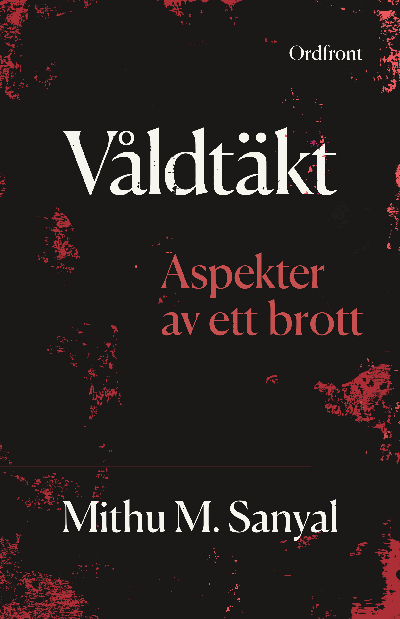 Ordfront
Våldtäkt
Aspekter
av ett brott
Mithu M. Sanyal